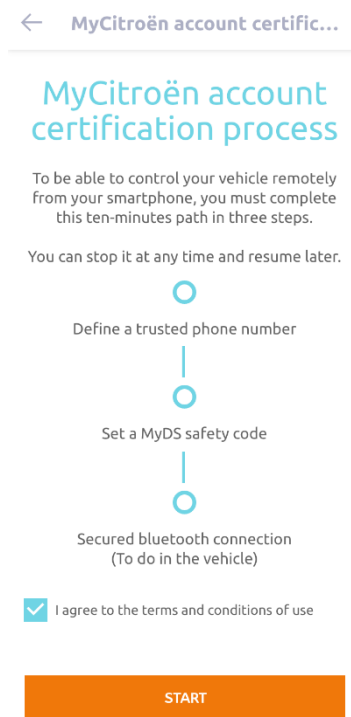 MyCitroën account certific...
MyCitroën account
certification process
To be able to control your vehicle remotely
from your smartphone, you must complete
this ten-minutes path in three steps.
You can stop it at any time and resume later.
Define a trusted phone number
Set a MyDS safety code
Secured bluetooth connection
(To do in the vehicle)
I agree to the terms and conditions of use
START